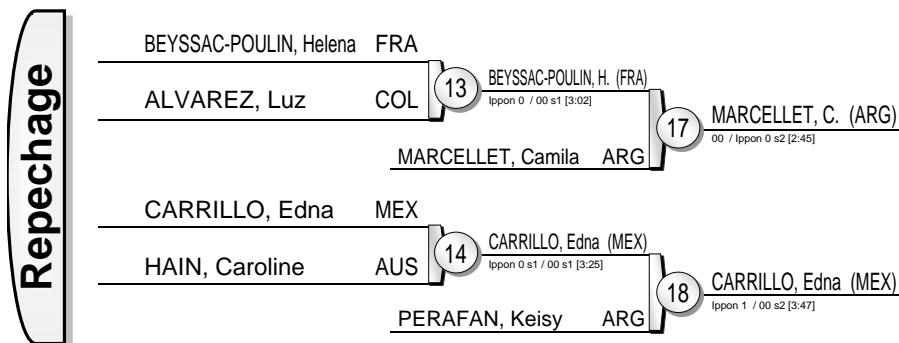 Repechage
BEYSSAC-POULIN, Helena FRA
ALVAREZ, Luz COL
13
BEYSSAC-POULIN, H. (FRA)
Ippon 0 / 00 s1 [3:02]
MARCELLET, Camila ARG
17
MARCELLET, C. (ARG)
00 / Ippon 0 s2 [2:45]
CARRILLO, Edna MEX
HAIN, Caroline AUS
14
CARRILLO, Edna (MEX)
Ippon 0 s1 / 00 s1 [3:25]
PERAFAN, Keisy ARG
18
CARRILLO, Edna (MEX)
Ippon 1 / 00 s2 [3:47]